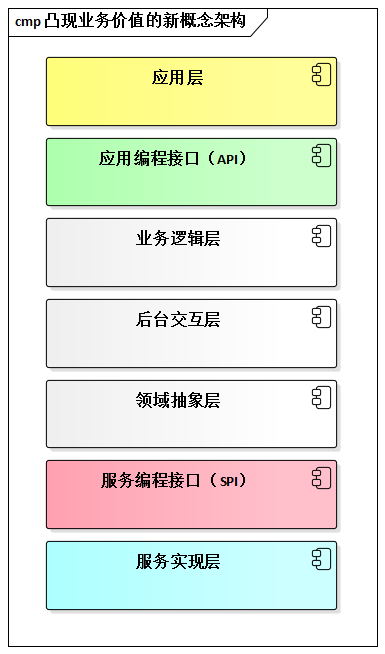 cmp 凸现业务价值的新概念架构
应用层
应用编程接口（API）
业务逻辑层
后台交互层
领域抽象层
服务编程接口（SPI）
服务实现层